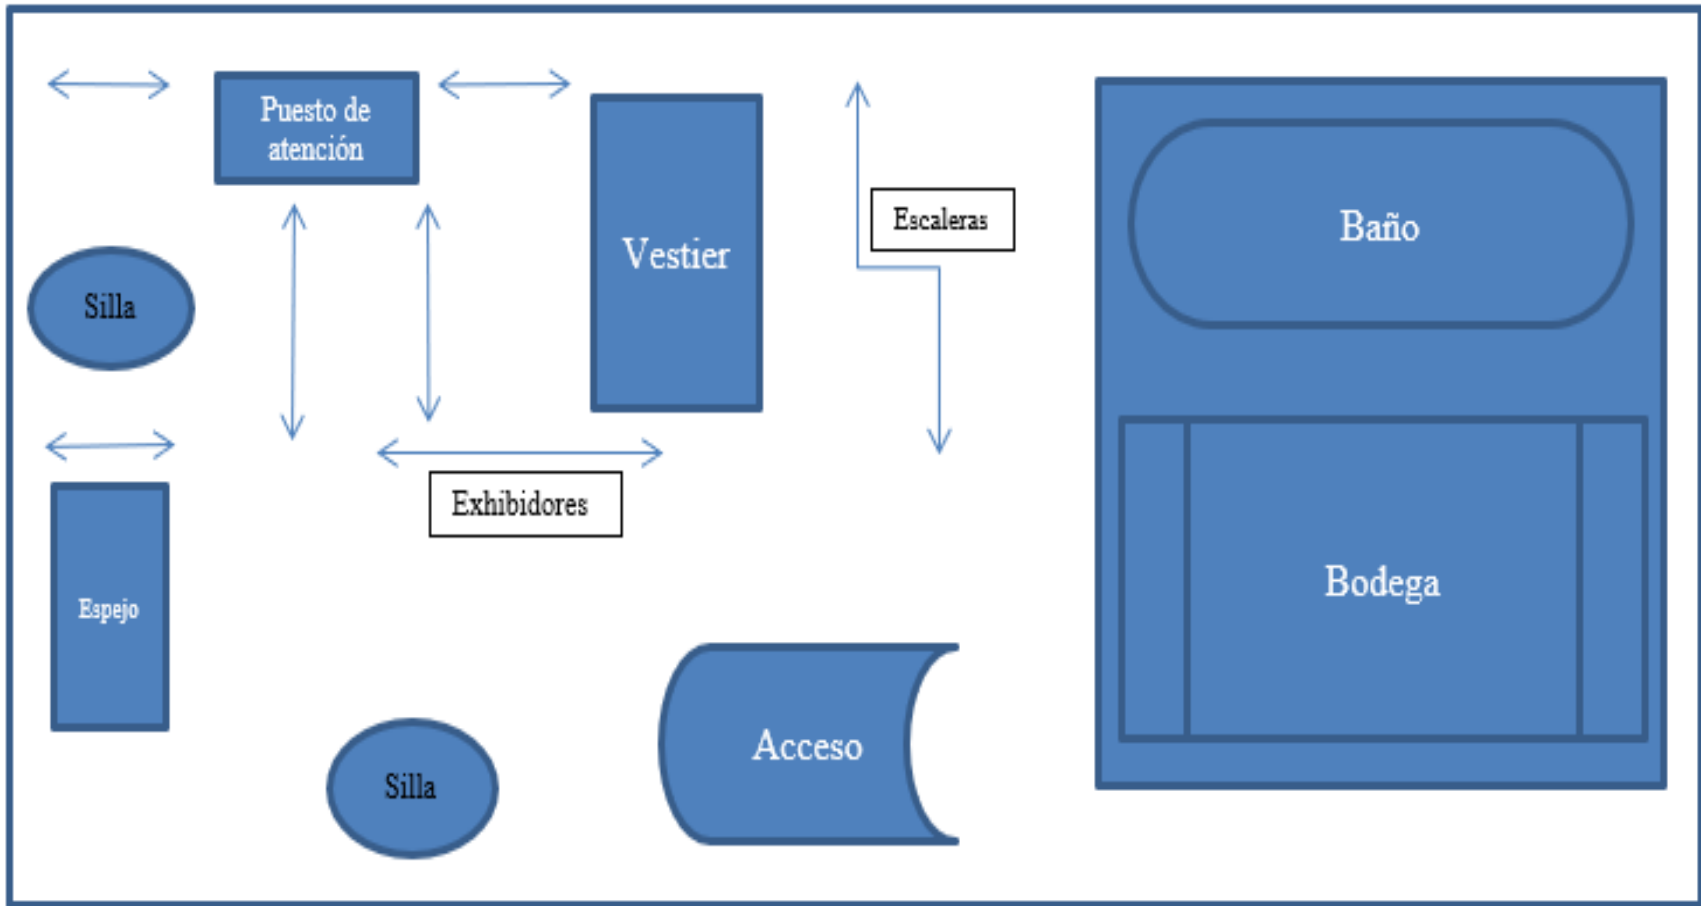 Puesto de
atención
Vestier
Escaleras
Baño
Silla
Exhibidores
Espejo
Bodega
Acceso
Silla